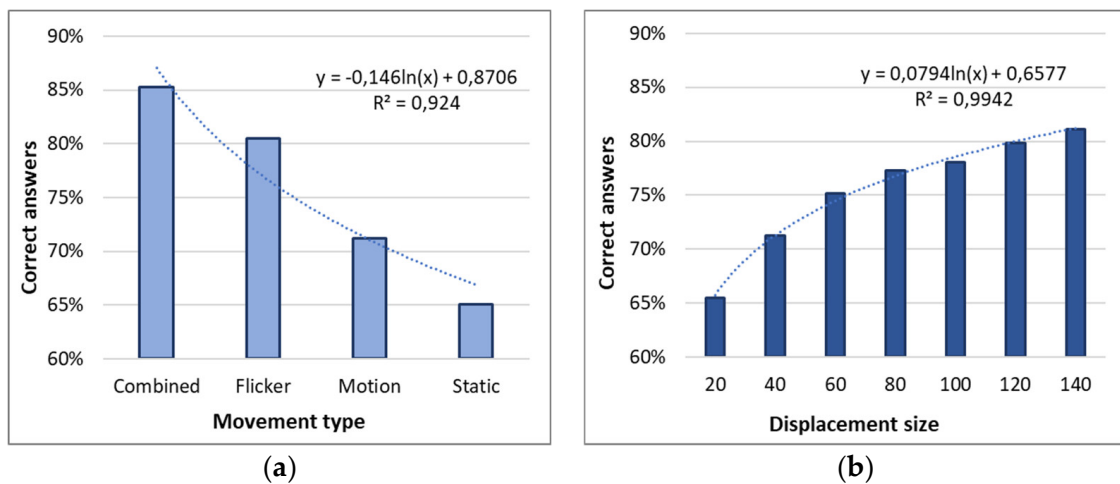 90%
85%
80%
75%
70%
65%
60%
Correct answers
y = -0,146ln(x) + 0,8706
R² = 0,924
Combined Flicker Motion Static
Movement type
(a)
90%
85%
80%
75%
70%
65%
60%
Correct answers
y = 0,0794ln(x) + 0,6577
R² = 0,9942
20 40 60 80 100 120 140
Displacement size
(b)